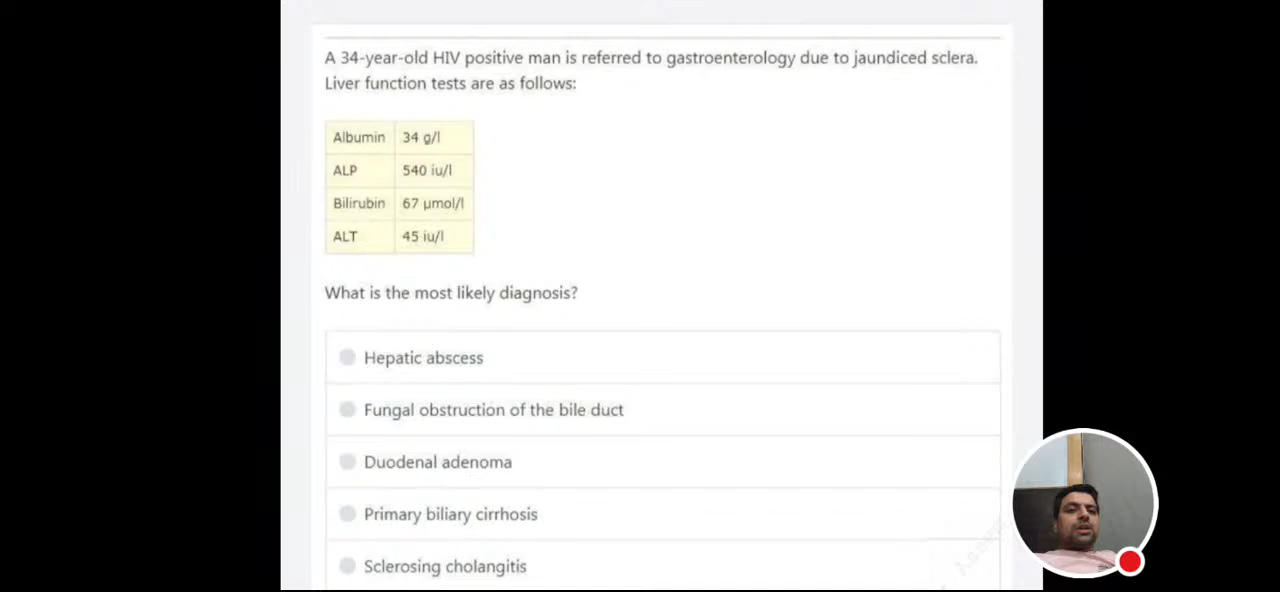 A 34-year-old HIV positive man is referred to gastroenterology due to jaundiced sclera.
Liver function tests are as follows:
Albumin 34 g/l
ALP 540 iu/l
Bilirubin 67 µmol/l
ALT 45 iu/l
What is the most likely diagnosis?
Hepatic abscess
Fungal obstruction of the bile duct
Duodenal adenoma
Primary biliary cirrhosis
Sclerosing cholangitis